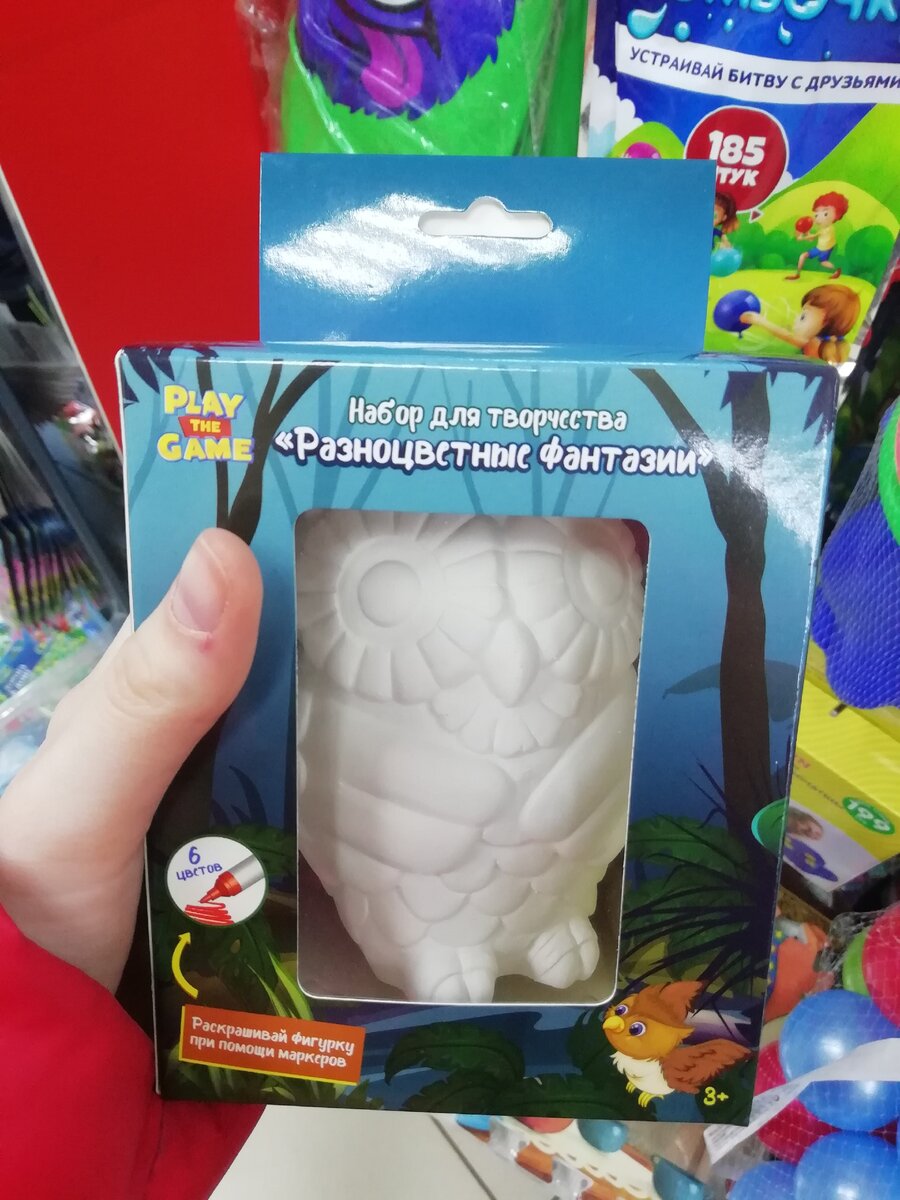 УСТРАИВАЙ БИТВУ С ДРУЗЬЯМИ
185
ШТУК
PLAY
THE
GAME
Набор для творчества
«Разноцветные фантазии»
6
цветов
Раскрашивай фигурку
при помощи маркеров
3+
199